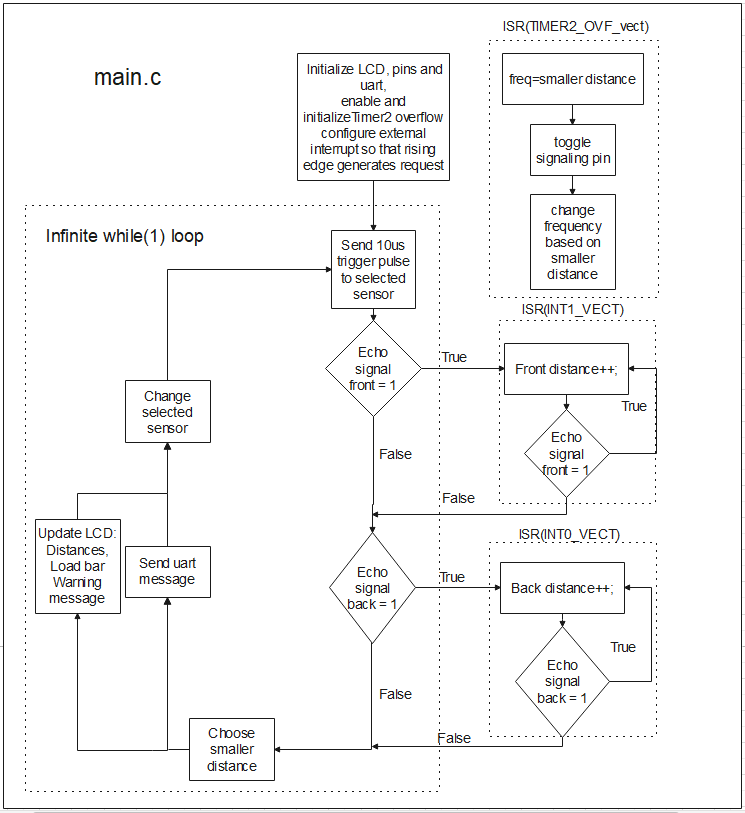 main.c
Initialize LCD, pins and
uart,
enable and
initializeTimer2 overflow
configure external
interrupt so that rising
edge generates request
ISR(TIMER2_OVF_vect)
freq=smaller distance
toggle
signaling pin
change
frequency
based on
smaller
distance
Infinite while(1) loop
Send 10us
trigger pulse
to selected
sensor
ISR(INT1_VECT)
Echo
signal
front = 1
True
Front distance++;
True
Change
selected
sensor
Echo
signal
front = 1
False
False
Update LCD:
Distances,
Load bar
Warning
message
Send uart
message
ISR(INT0_VECT)
Echo
signal
back = 1
True
Back distance++;
True
Echo
signal
back = 1
False
False
Choose
smaller
distance